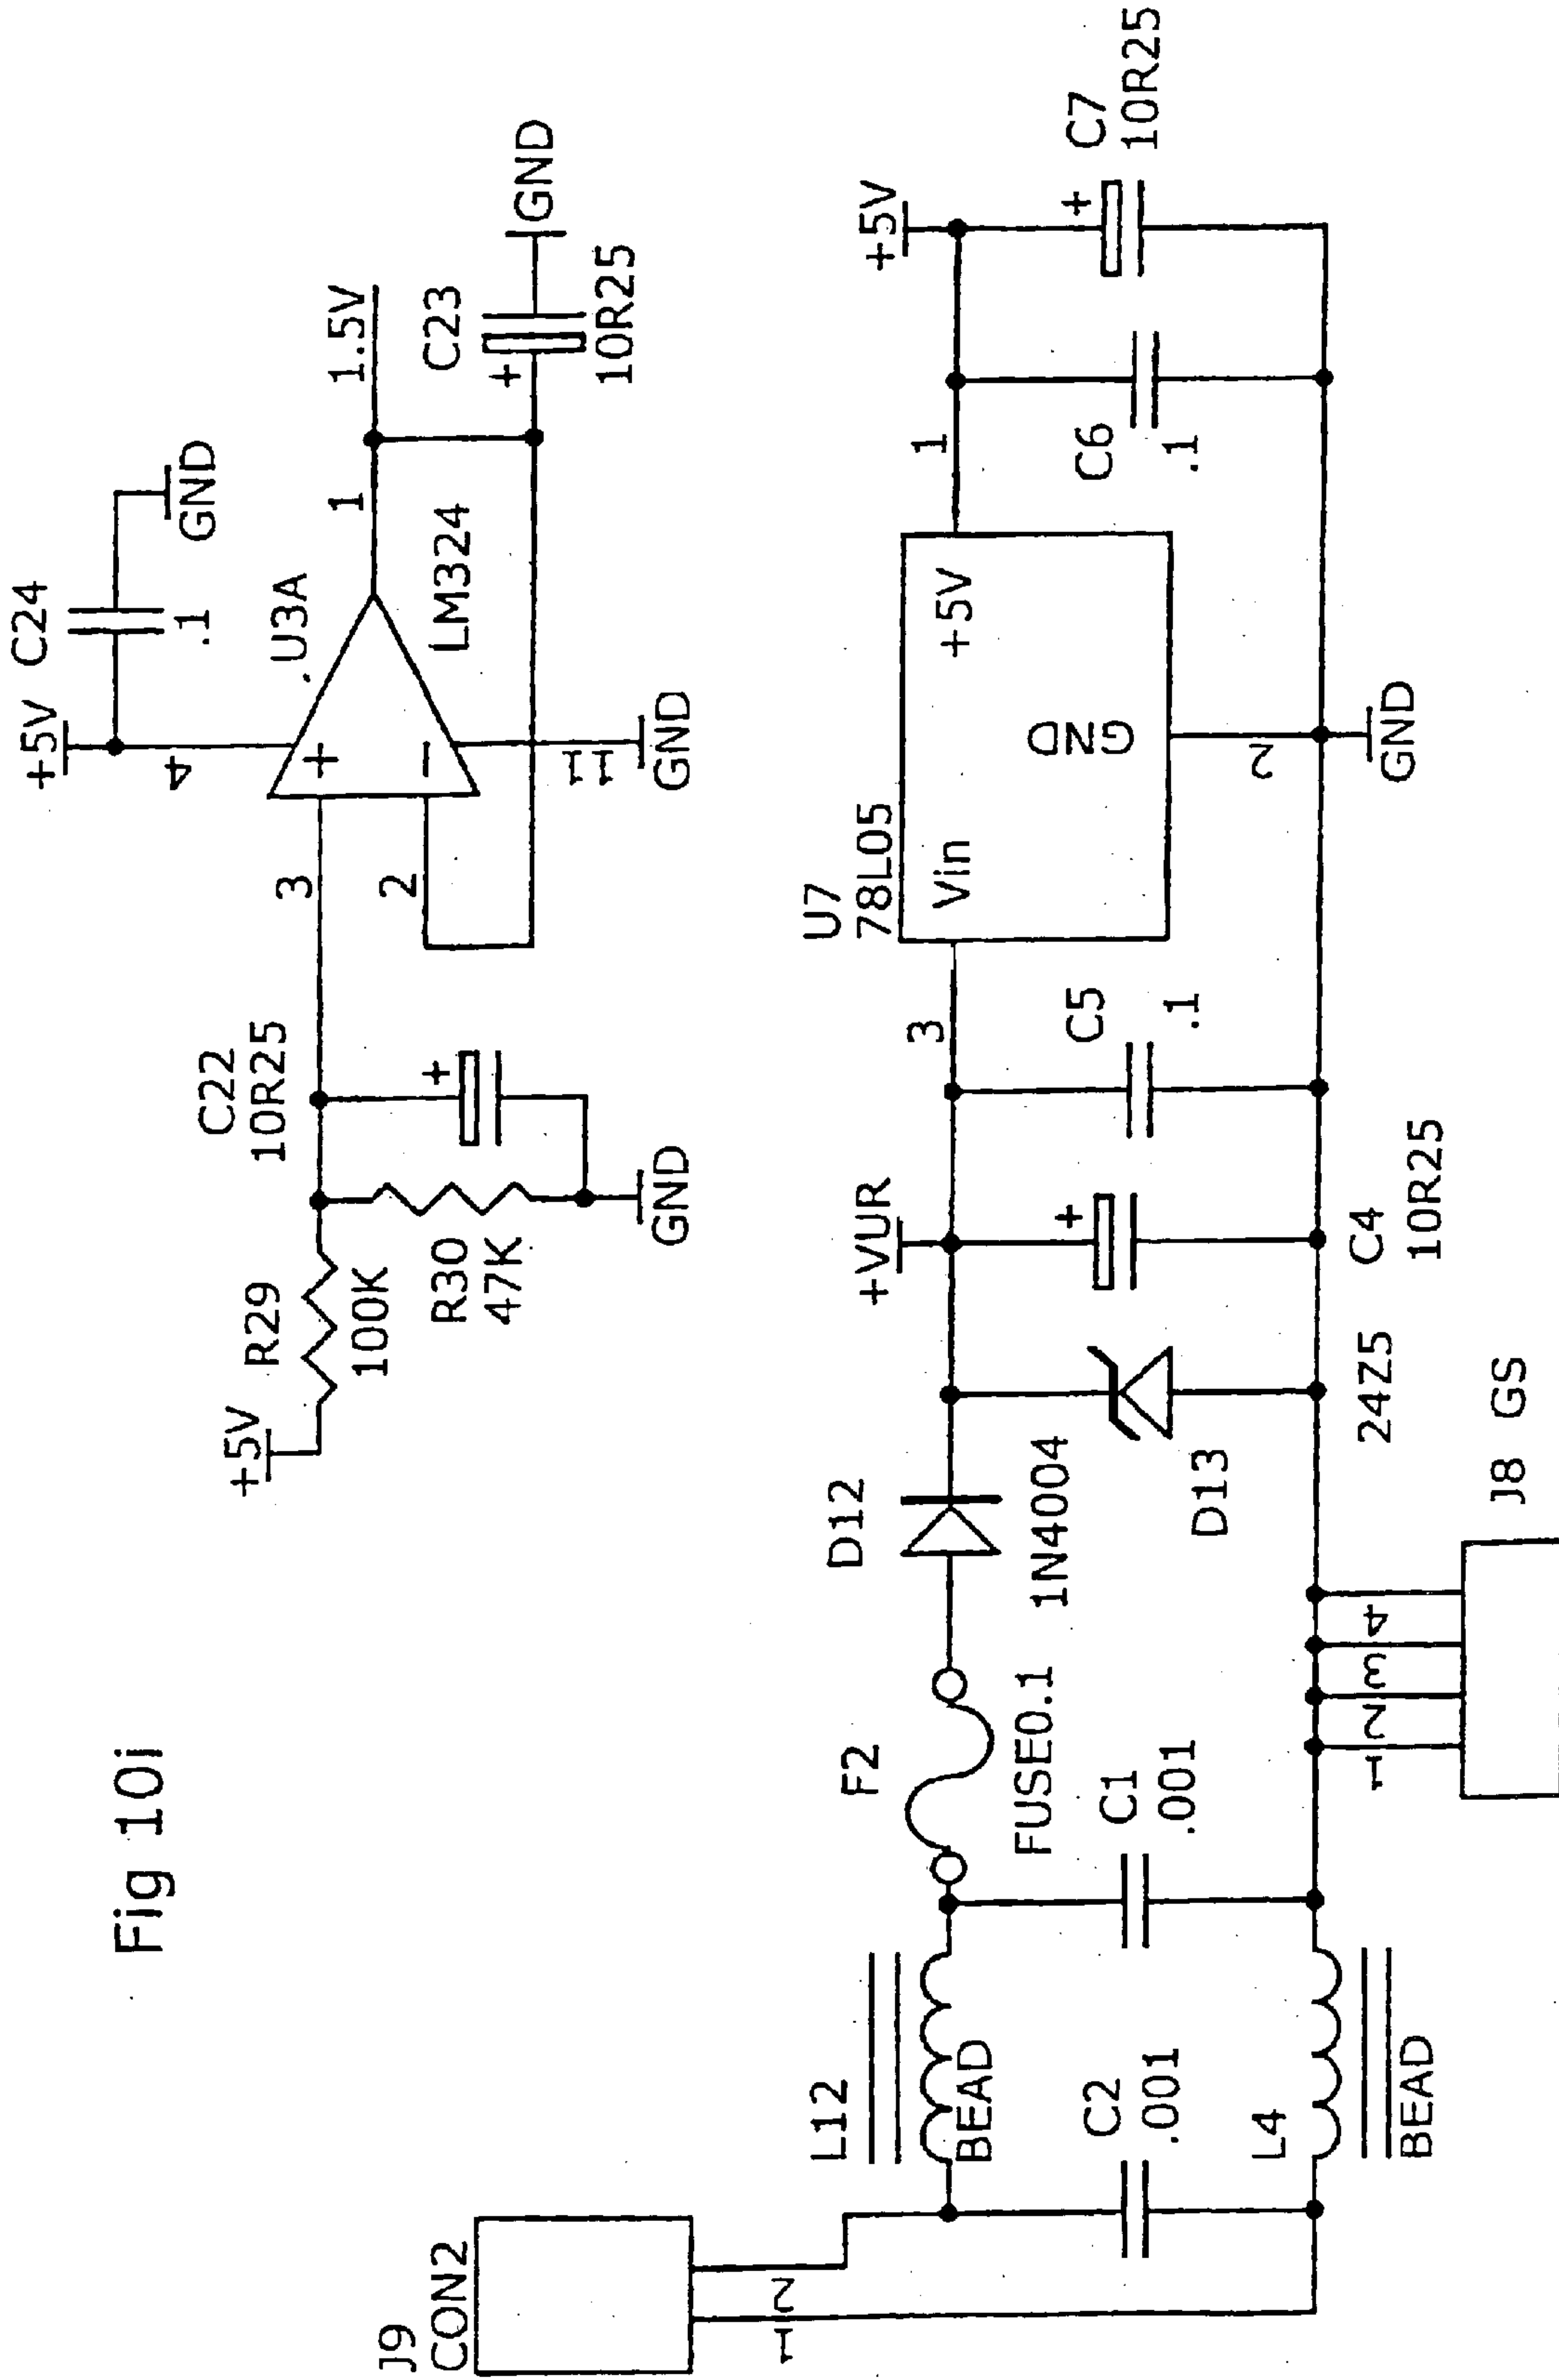 Fig 10i
+5V
C24
.1
GND
4
U3A
3
+
1
1.5V
2
-
LM324
11
GND
C23
+
10R25
GND
+5V
R29
100K
C22
10R25
+
R30
47K
GND
J9
CON2
2
1
L12
BEAD
C2
.001
L4
BEAD
F2
FUSE0.1
C1
.001
1
2
3
4
J8 GS
D12
1N4004
D13
24Z5
+VUR
+
C4
10R25
3
C5
.1
U7
78L05
Vin
+5V
GND
1
2
GND
C6
.1
+5V
+
C7
10R25